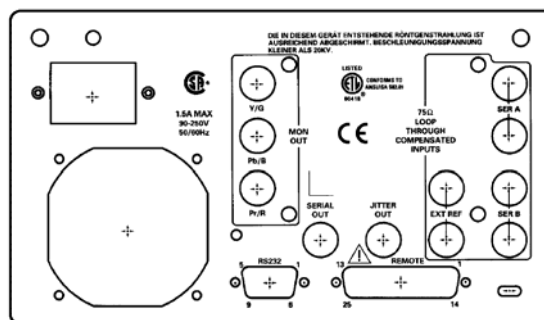 DIE IN DIESEM GERÄT ENTSTEHENDE RÖNTGENSTRAHLUNG IST
AUSREICHEND ABGESCHIRMT. BESCHLEUNIGUNGSSPANNUNG
KLEINER ALS 20KV.
1.5A MAX
90-250V
50/60Hz
Y/G
Pb/B
Pr/R
MON
OUT
LISTED
ETL
CONFORMS TO
CE
75Ω
LOOP
THROUGH
COMPENSATED
INPUTS
SER A
SERIAL
OUT
JITTER
OUT
EXT REF
SER B
RS232
5
1
9
6
REMOTE
13
1
25
14